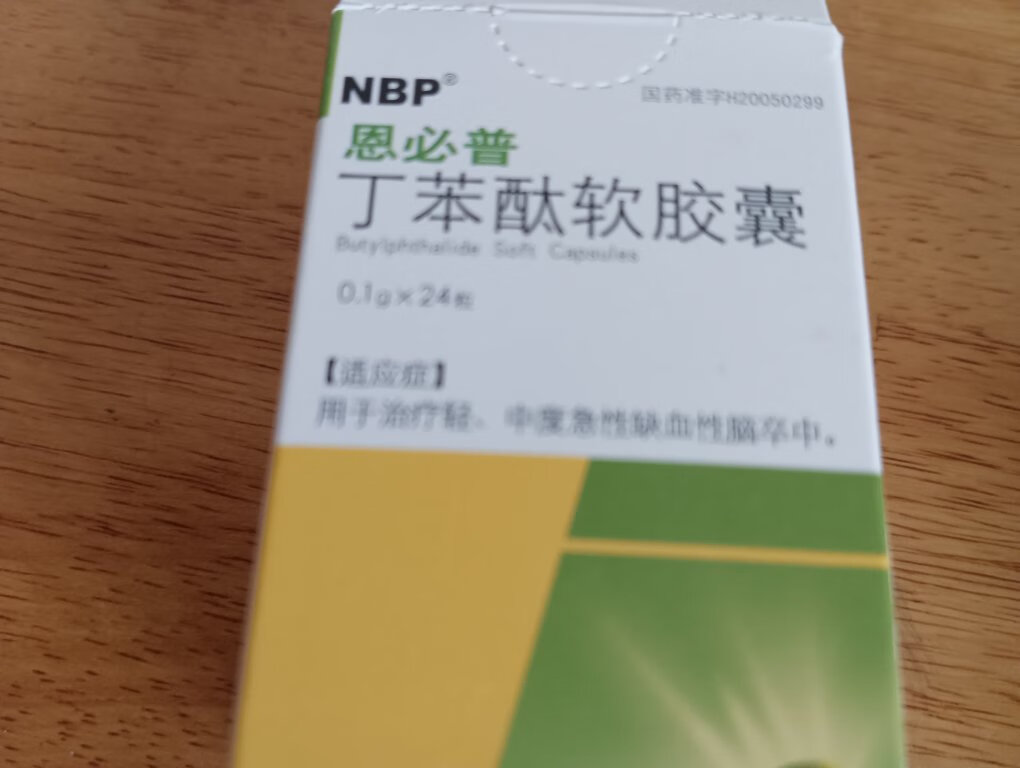 NBP®
国药准字H20050299
恩必普
丁苯酞软胶囊
Butylphthalide Soft Capsules
0.1g×24粒
【适应症】
用于治疗轻、中度急性缺血性脑卒中。